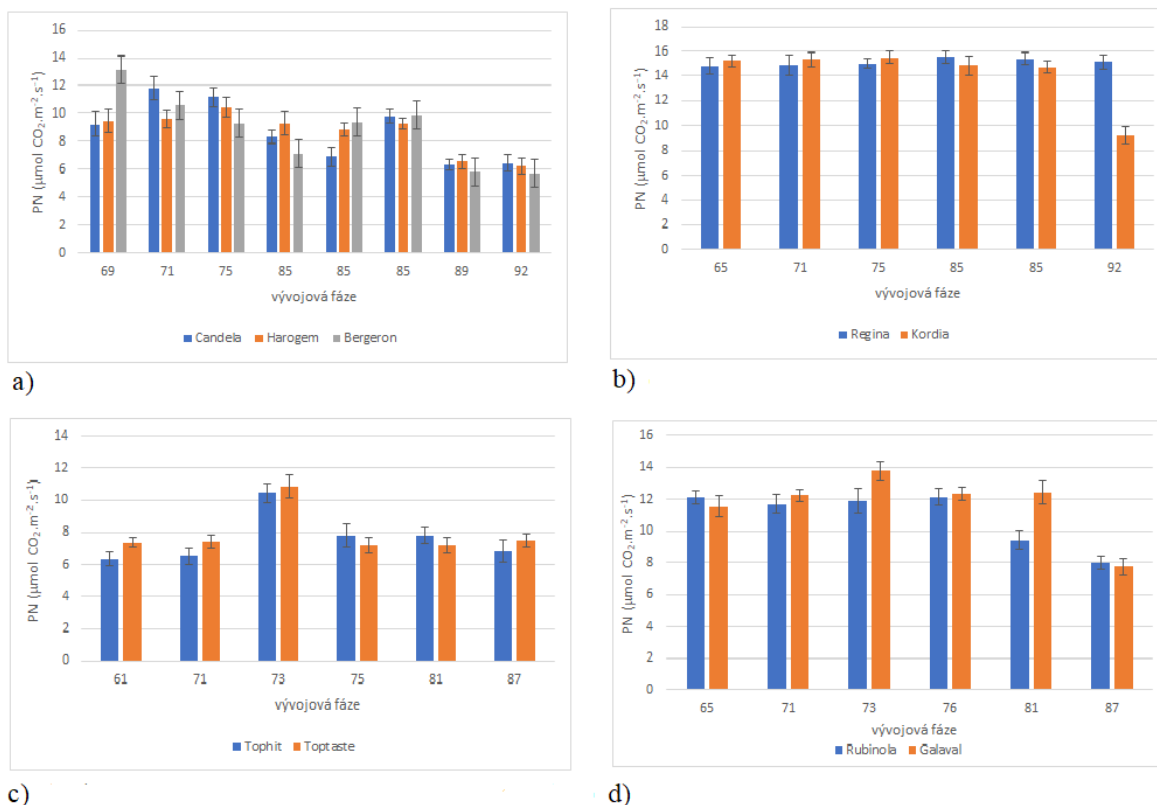 16
14
12
10
8
6
4
2
0
PN (µmol CO₂.m⁻².s⁻¹)
69 71 75 85 85 85 89 92
vývojová fáze
Candela Harogem Bergeron
a)
18
16
14
12
10
8
6
4
2
0
PN (µmol CO₂.m⁻².s⁻¹)
65 71 75 85 85 92
vývojová fáze
Regina Kordia
b)
14
12
10
8
6
4
2
0
PN (µmol CO₂.m⁻².s⁻¹)
61 71 73 75 81 87
vývojová fáze
Tophit Toptaste
c)
16
14
12
10
8
6
4
2
0
PN (µmol CO₂.m⁻².s⁻¹)
65 71 73 76 81 87
vývojová fáze
Rubinola Galaval
d)